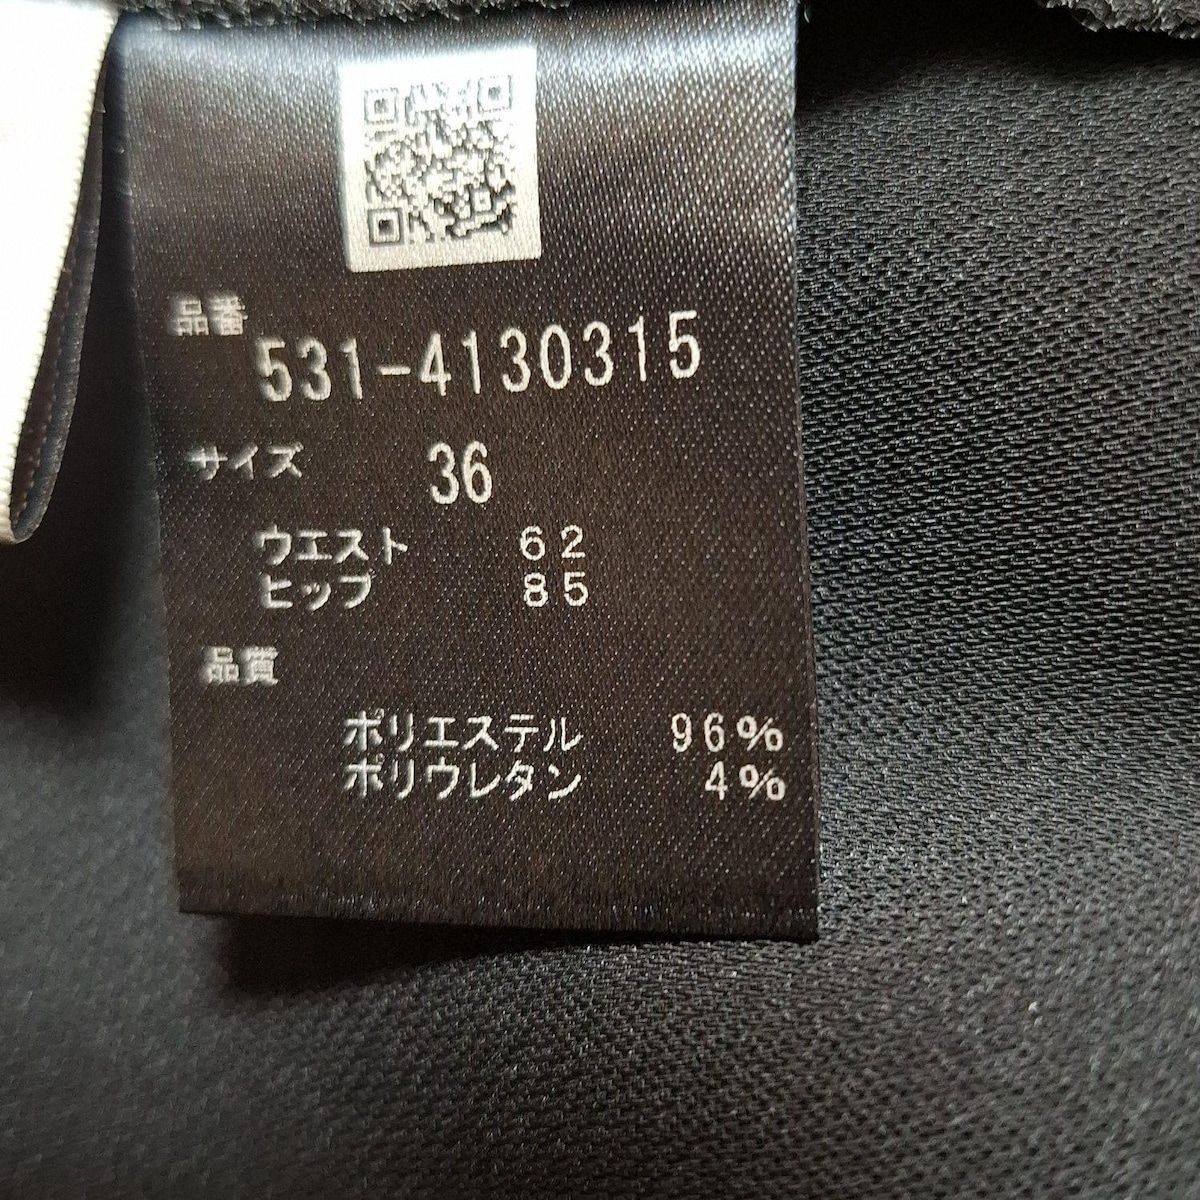 品番
531-4130315
サイズ 36
ウエスト 62
ヒップ 85
品質
ポリエステル 96%
ポリウレタン 4%